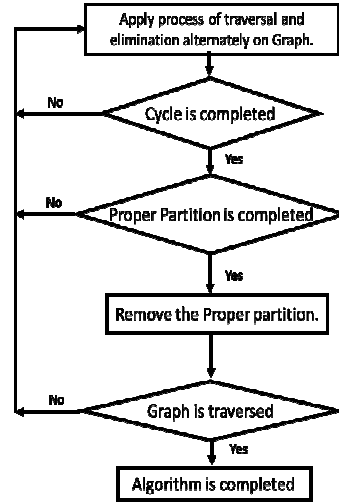 Apply process of traversal and
elimination alternately on Graph.
No
Cycle is completed
Yes
No
Proper Partition is completed
Yes
Remove the Proper partition.
No
Graph is traversed
Yes
Algorithm is completed